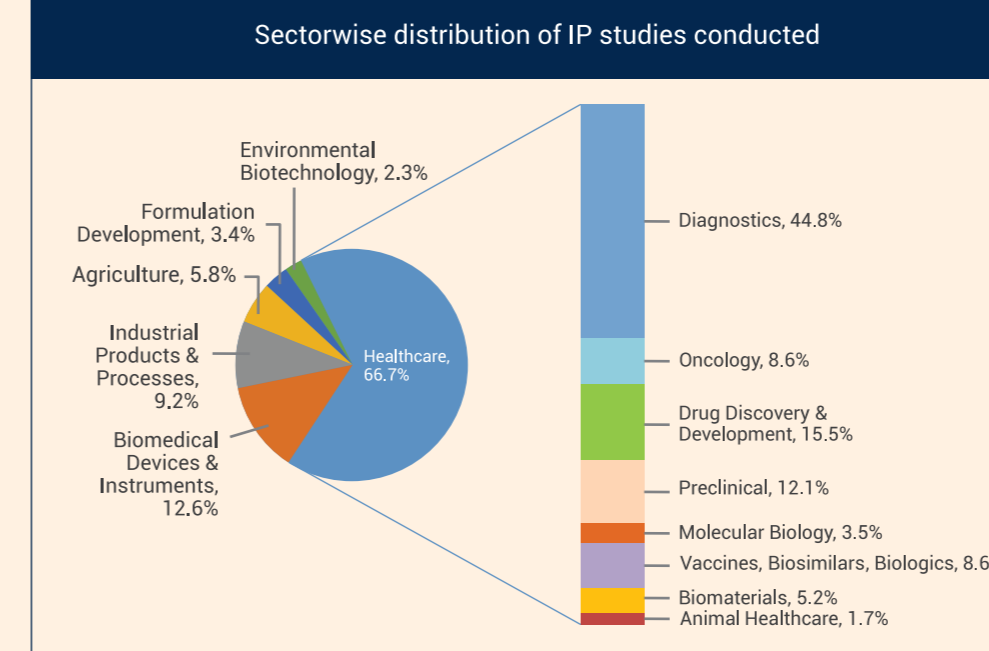 Sectorwise distribution of IP studies conducted
Environmental
Biotechnology, 2.3%
Formulation
Development, 3.4%
Agriculture, 5.8%
Industrial
Products &
Processes,
9.2%
Biomedical
Devices &
Instruments,
12.6%
Healthcare,
66.7%
Diagnostics, 44.8%
Oncology, 8.6%
Drug Discovery &
Development, 15.5%
Preclinical, 12.1%
Molecular Biology, 3.5%
Vaccines, Biosimilars, Biologics, 8.6
Biomaterials, 5.2%
Animal Healthcare, 1.7%